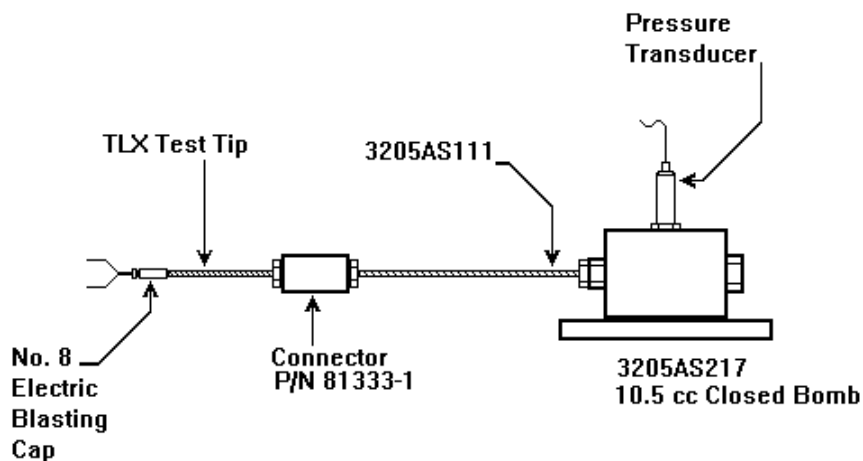 Pressure
Transducer
TLX Test Tip
3205AS111
No. 8
Electric
Blasting
Cap
Connector
P/N 81333-1
3205AS217
10.5 cc Closed Bomb